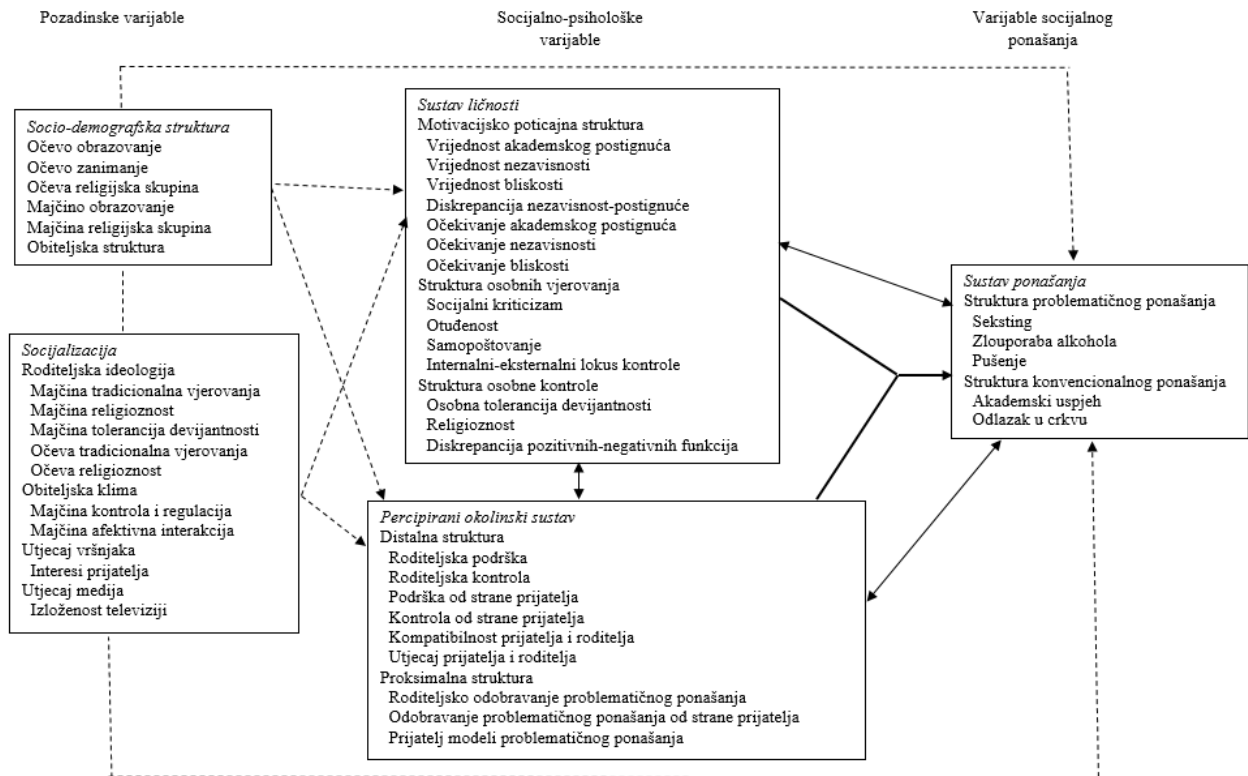 Pozadinske varijable
Socijalno-psihološke
varijable
Varijable socijalnog
ponašanja
Socio-demografska struktura
Očevo obrazovanje
Očevo zanimanje
Očeva religijska skupina
Majčino obrazovanje
Majčina religijska skupina
Obiteljska struktura
Socijalizacija
Roditeljska ideologija
Majčina tradicionalna vjerovanja
Majčina religioznost
Majčina tolerancija devijantnosti
Očeva tradicionalna vjerovanja
Očeva religioznost
Obiteljska klima
Majčina kontrola i regulacija
Majčina afektivna interakcija
Utjecaj vršnjaka
Interesi prijatelja
Utjecaj medija
Izloženost televiziji
Sustav ličnosti
Motivacijsko poticajna struktura
Vrijednost akademskog postignuća
Vrijednost nezavisnosti
Vrijednost bliskosti
Diskrepancija nezavisnost-postignuće
Očekivanje akademskog postignuća
Očekivanje nezavisnosti
Očekivanje bliskosti
Struktura osobnih vjerovanja
Socijalni kriticizam
Otuđenost
Samopoštovanje
Internalni-eksternalni lokus kontrole
Struktura osobne kontrole
Osobna tolerancija devijantnosti
Religioznost
Diskrepancija pozitivnih-negativnih funkcija
Percipirani okolinski sustav
Distalna struktura
Roditeljska podrška
Roditeljska kontrola
Podrška od strane prijatelja
Kontrola od strane prijatelja
Kompatibilnost prijatelja i roditelja
Utjecaj prijatelja i roditelja
Proksimalna struktura
Roditeljsko odobravanje problematičnog ponašanja
Odobravanje problematičnog ponašanja od strane prijatelja
Prijatelj modeli problematičnog ponašanja
Sustav ponašanja
Struktura problematičnog ponašanja
Seksting
Zlouporaba alkohola
Pušenje
Struktura konvencionalnog ponašanja
Akademski uspjeh
Odlazak u crkvu